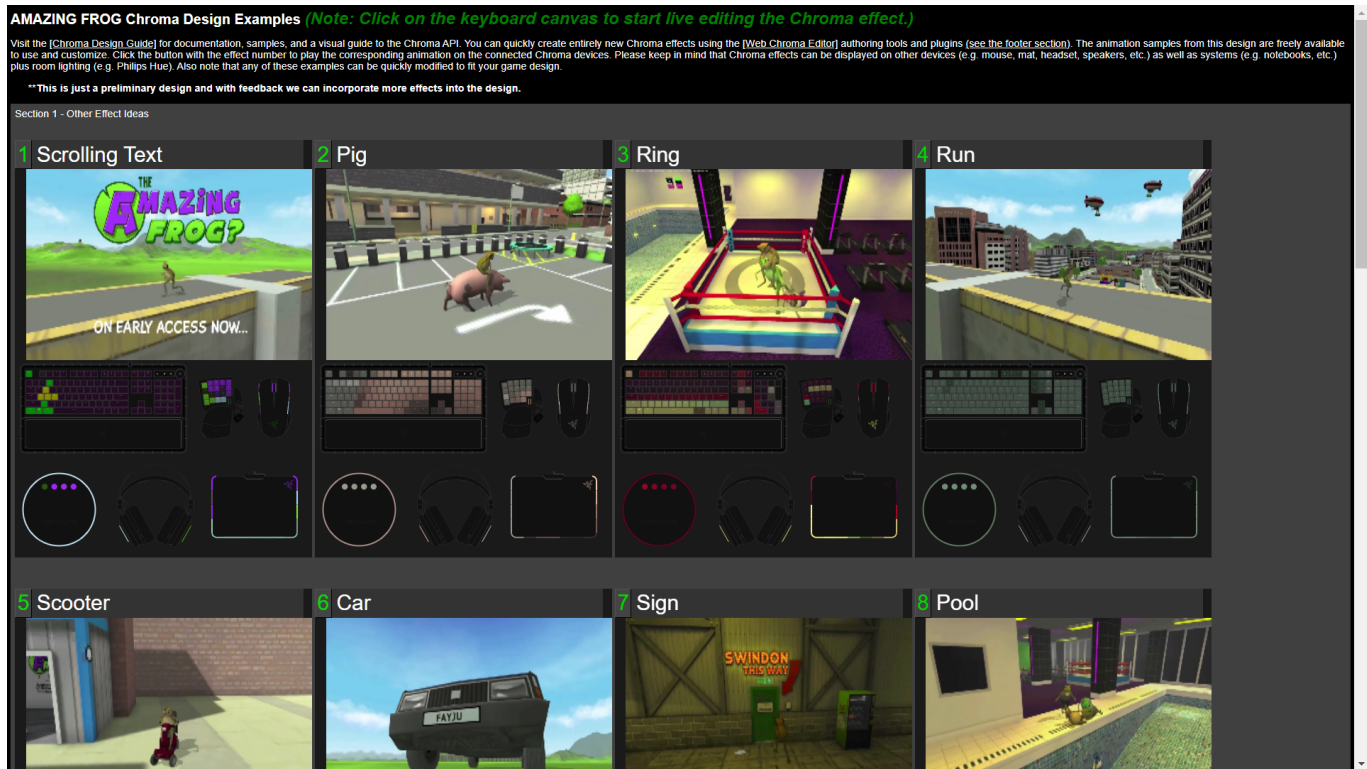 AMAZING FROG Chroma Design Examples (Note: Click on the keyboard canvas to start live editing the Chroma effect.)
Visit the [Chroma Design Guide] for documentation, samples, and a visual guide to the Chroma API. You can quickly create entirely new Chroma effects using the [Web Chroma Editor] authoring tools and plugins (see the footer section). The animation samples from this design are freely available
to use and customize. Click the button with the effect number to play the corresponding animation on the connected Chroma devices. Please keep in mind that Chroma effects can be displayed on other devices (e.g. mouse, mat, headset, speakers, etc.) as well as systems (e.g. notebooks, etc.)
plus room lighting (e.g. Philips Hue). Also note that any of these examples can be quickly modified to fit your game design.
**This is just a preliminary design and with feedback we can incorporate more effects into the design.
Section 1 - Other Effect Ideas
1 Scrolling Text
THE
AMAZING
FROG?
ON EARLY ACCESS NOW...
2 Pig
3 Ring
4 Run
5 Scooter
6 Car
FAYJU
7 Sign
SWINDON
THIS WAY
8 Pool